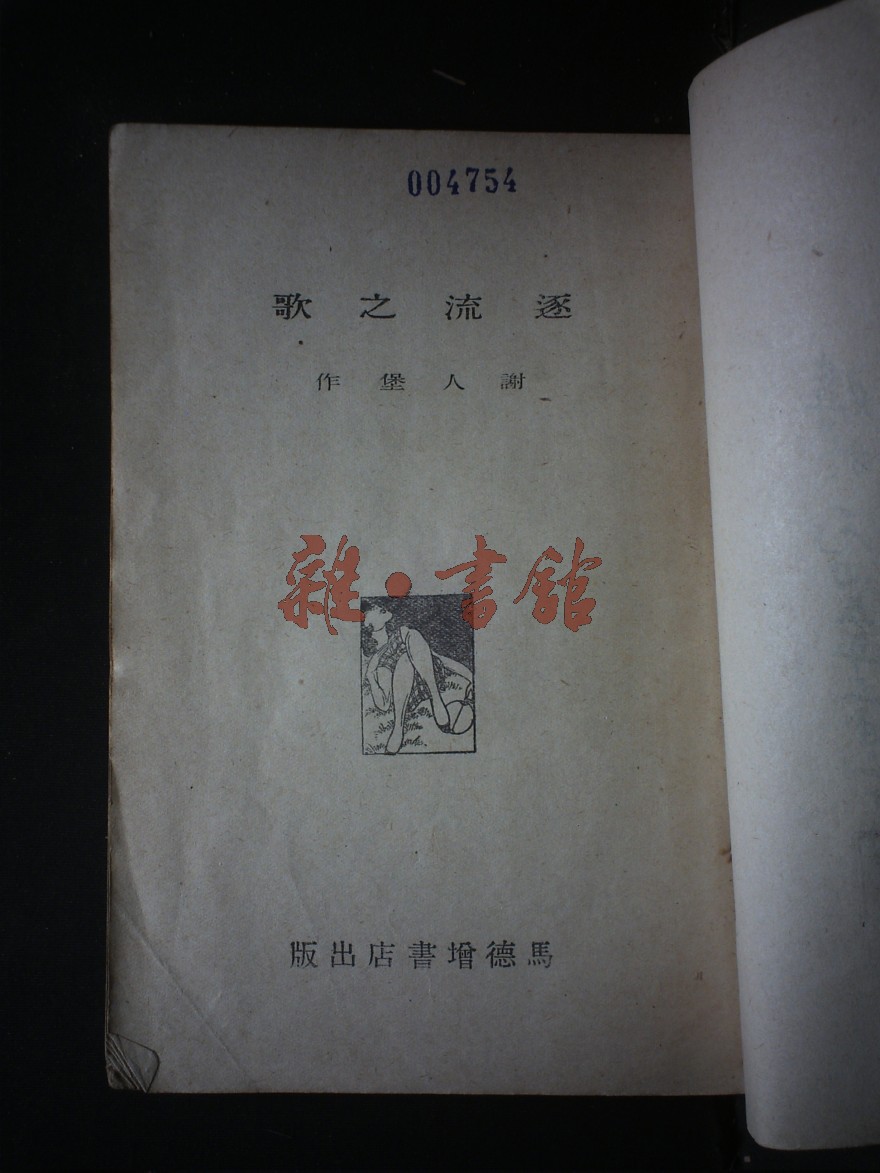 004754
逐流之歌
謝人堡作
雜·書館
馬德增書店出版